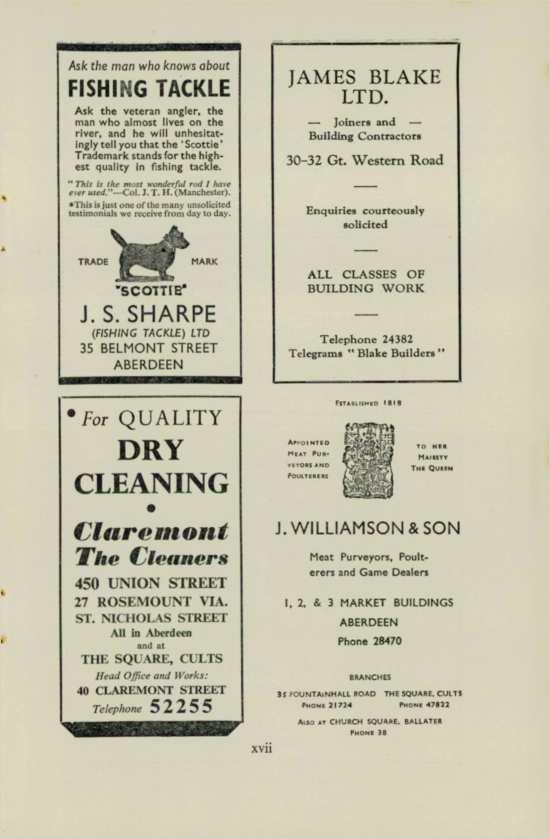 Ask the man who knows about
FISHING TACKLE
Ask the veteran angler, the
man who almost lives on the
river, and he will unhesitat-
ingly tell you that the 'Scottie'
Trademark stands for the high-
est quality in fishing tackle.
"This is the most wonderful rod I have
ever used."—Col. J. T. H. (Manchester).
*This is just one of the many unsolicited
testimonials we receive from day to day.
TRADE MARK
"SCOTTIE"
J. S. SHARPE
(FISHING TACKLE) LTD
35 BELMONT STREET
ABERDEEN
JAMES BLAKE
LTD.
— Joiners and —
Building Contractors
30-32 Gt. Western Road
Enquiries courteously
solicited
ALL CLASSES OF
BUILDING WORK
Telephone 24382
Telegrams "Blake Builders"
• For QUALITY
DRY
CLEANING
•
Claremont
The Cleaners
450 UNION STREET
27 ROSEMOUNT VIA.
ST. NICHOLAS STREET
All in Aberdeen
and at
THE SQUARE, CULTS
Head Office and Works:
40 CLAREMONT STREET
Telephone 52255
ESTABLISHED 1818
APPOINTED
MEAT PUR-
VEYORS AND
POULTERERS
TO HER
MAJESTY
THE QUEEN
J. WILLIAMSON & SON
Meat Purveyors, Poult-
erers and Game Dealers
1, 2, & 3 MARKET BUILDINGS
ABERDEEN
Phone 28470
BRANCHES
35 FOUNTAINHALL ROAD THE SQUARE, CULTS
PHONE 21724 PHONE 47822
ALSO AT CHURCH SQUARE, BALLATER
PHONE 38
xvii